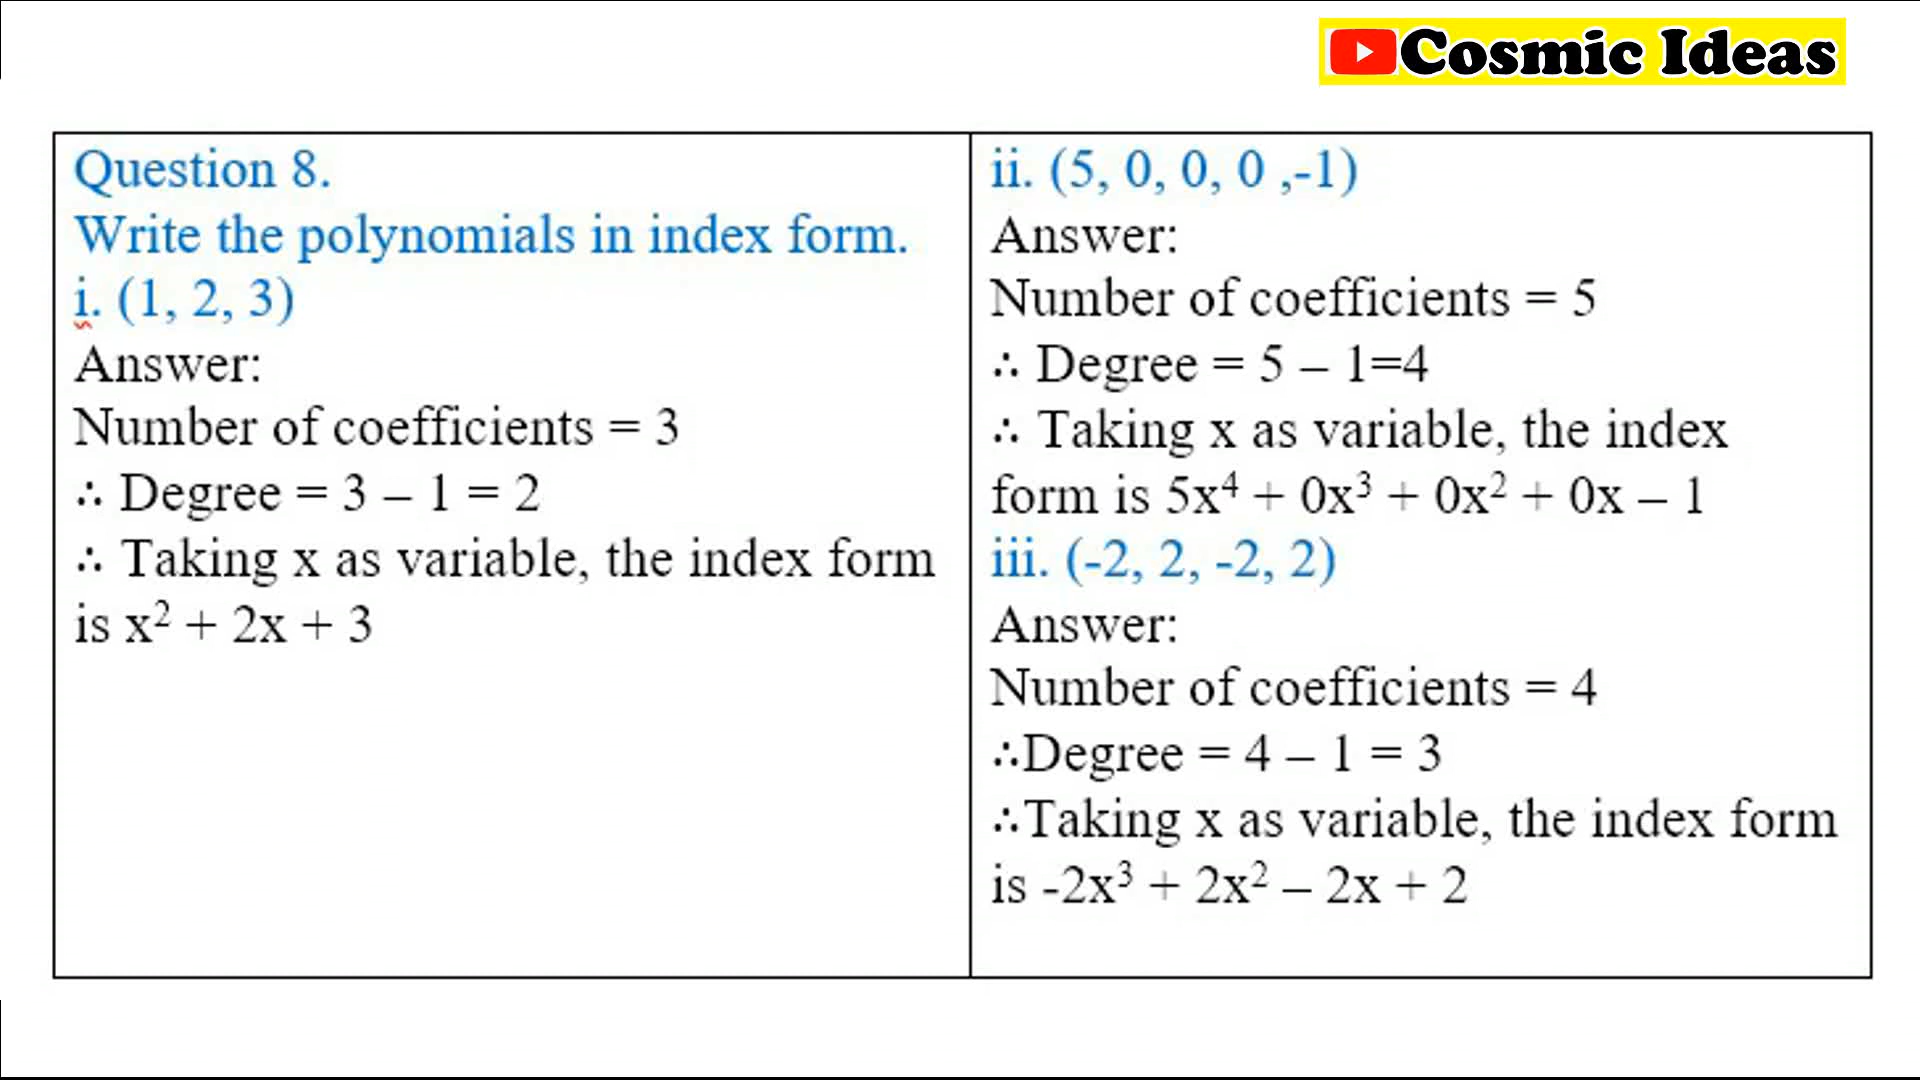 Cosmic Ideas
Question 8.
Write the polynomials in index form.
i. (1, 2, 3)
Answer:
Number of coefficients = 3
∴ Degree = 3 – 1 = 2
∴ Taking x as variable, the index form
is x² + 2x + 3
ii. (5, 0, 0, 0 ,-1)
Answer:
Number of coefficients = 5
∴ Degree = 5 – 1=4
∴ Taking x as variable, the index
form is 5x⁴ + 0x³ + 0x² + 0x – 1
iii. (-2, 2, -2, 2)
Answer:
Number of coefficients = 4
∴Degree = 4 – 1 = 3
∴Taking x as variable, the index form
is -2x³ + 2x² – 2x + 2